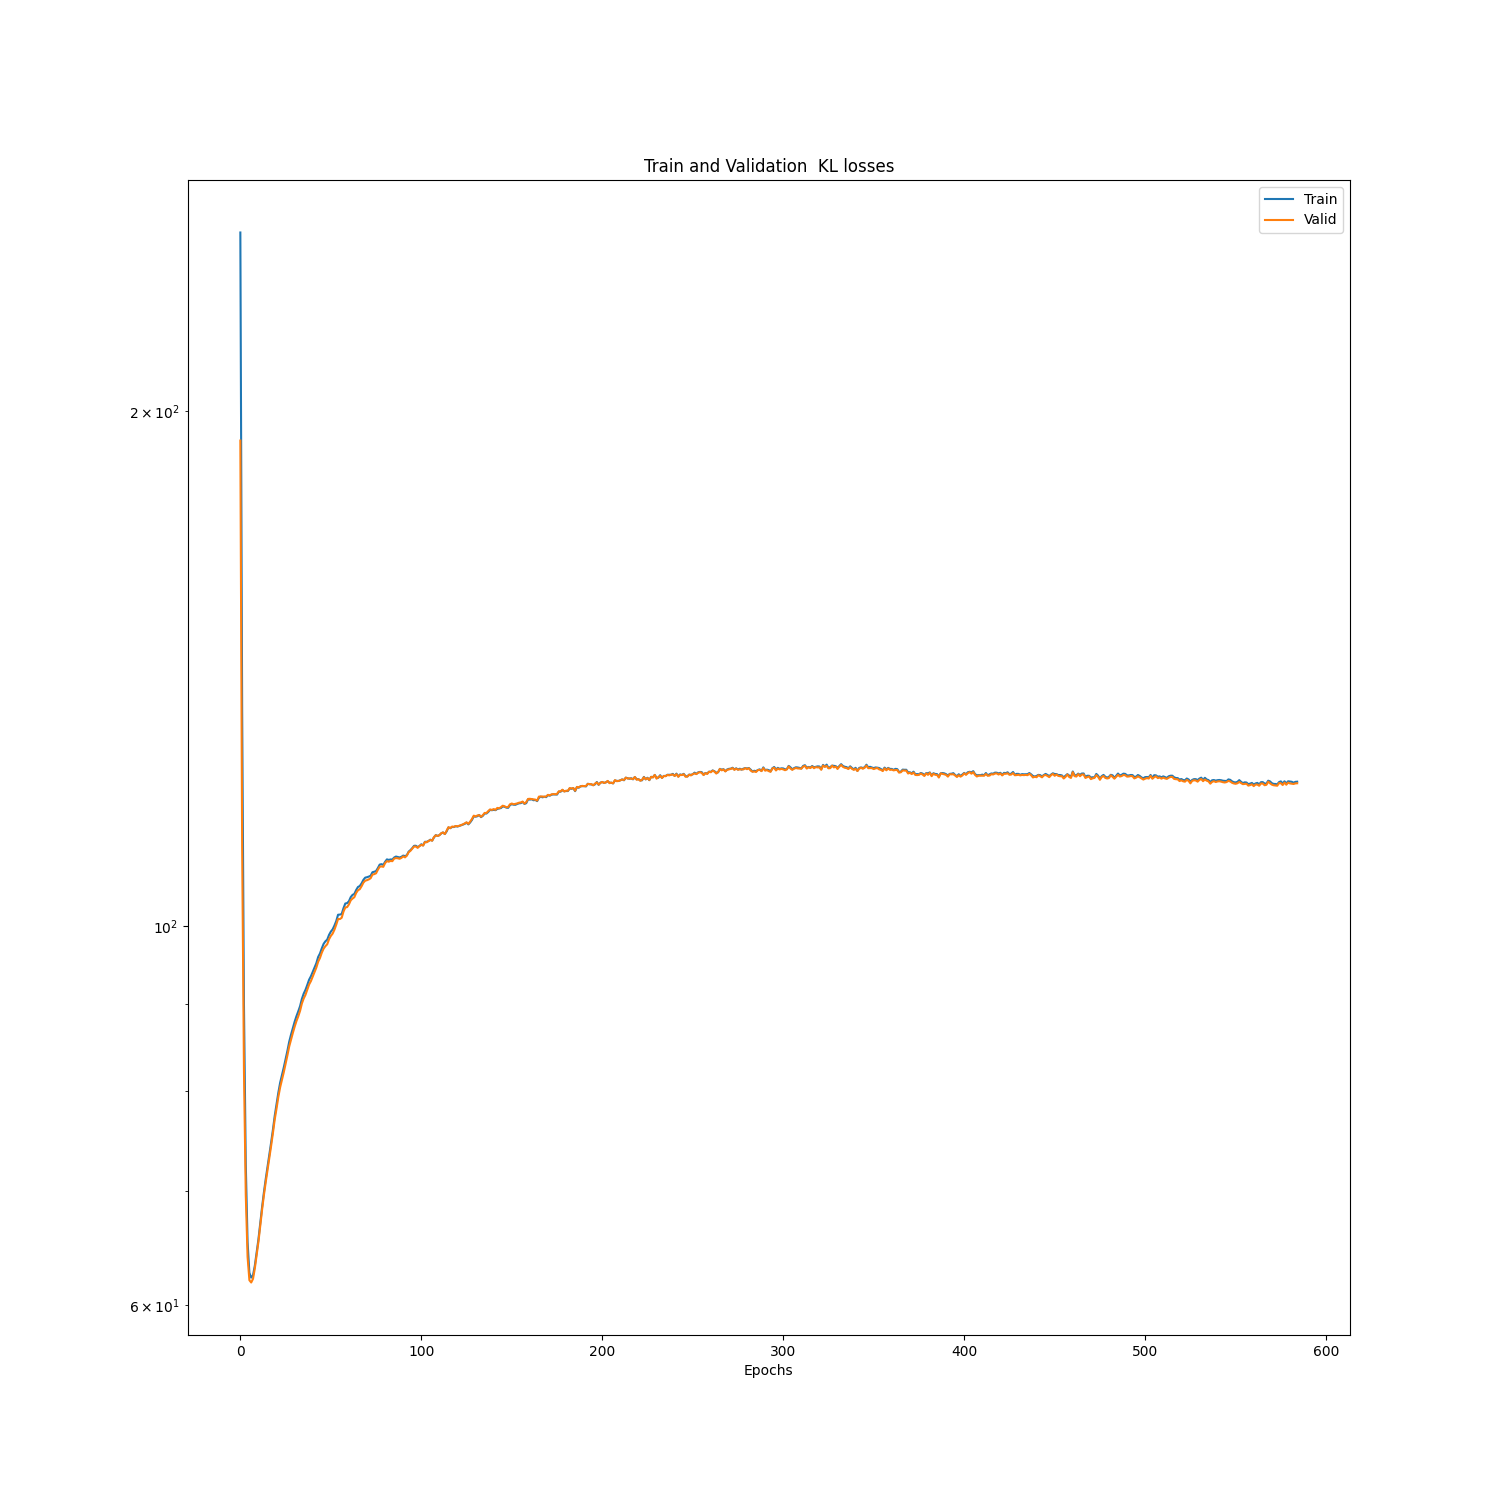 Train and Validation  KL losses
Train
Valid
2 × 10²
10²
6 × 10¹
0 100 200 300 400 500 600
Epochs